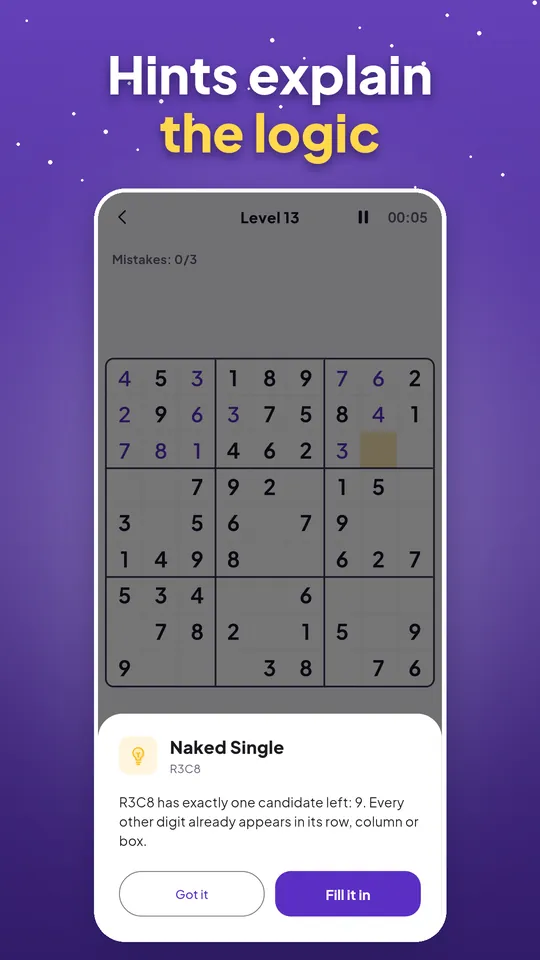 Hints explain
the logic
Level 13
00:05
Mistakes: 0/3
4 5 3 1 8 9 7 6 2
2 9 6 3 7 5 8 4 1
7 8 1 4 6 2 3
7 9 2 1 5
3 5 6 7 9
1 4 9 8 6 2 7
5 3 4 6
7 8 2 1 5 9
9 3 8 7 6
Naked Single
R3C8
R3C8 has exactly one candidate left: 9. Every
other digit already appears in its row, column or
box.
Got it
Fill it in